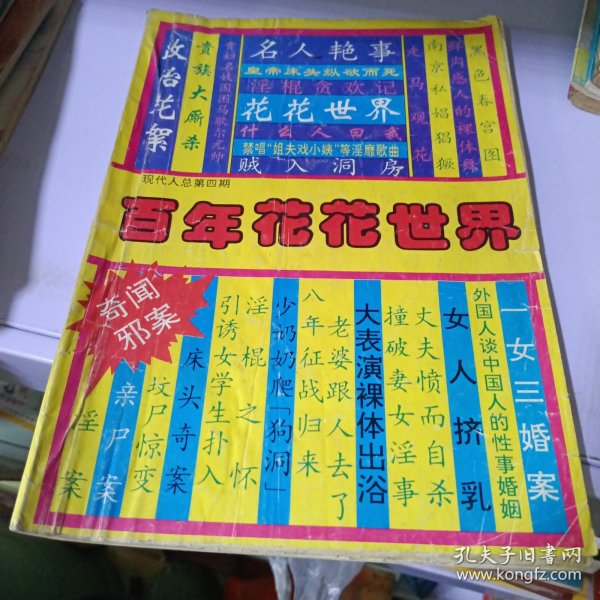 政治花絮
贵族大厮杀
青妇名妓围困马歇尔元帅
名人艳事
皇帝床头纵欲而死
淫棍贪欢记
花花世界
什么人日我
禁唱“姐夫戏小姨”等淫靡歌曲
贼人洞房
走马观花
南京私娼猖獗
鲜肉感人的裸体舞
黑色春宫图
现代人总第四期
百年花花世界
奇闻
邪案
一女三婚案
外国人谈中国人的性事婚姻
女人挤乳
丈夫愤而自杀
撞破妻女淫事
大表演裸体出浴
老婆跟人去了
八年征战归来
少奶奶爬「狗洞」
淫棍之怀
引诱女学生扑入
床头奇案
坟尸惊变
亲尸案
淫案
孔夫子旧书网
www.kongfz.com